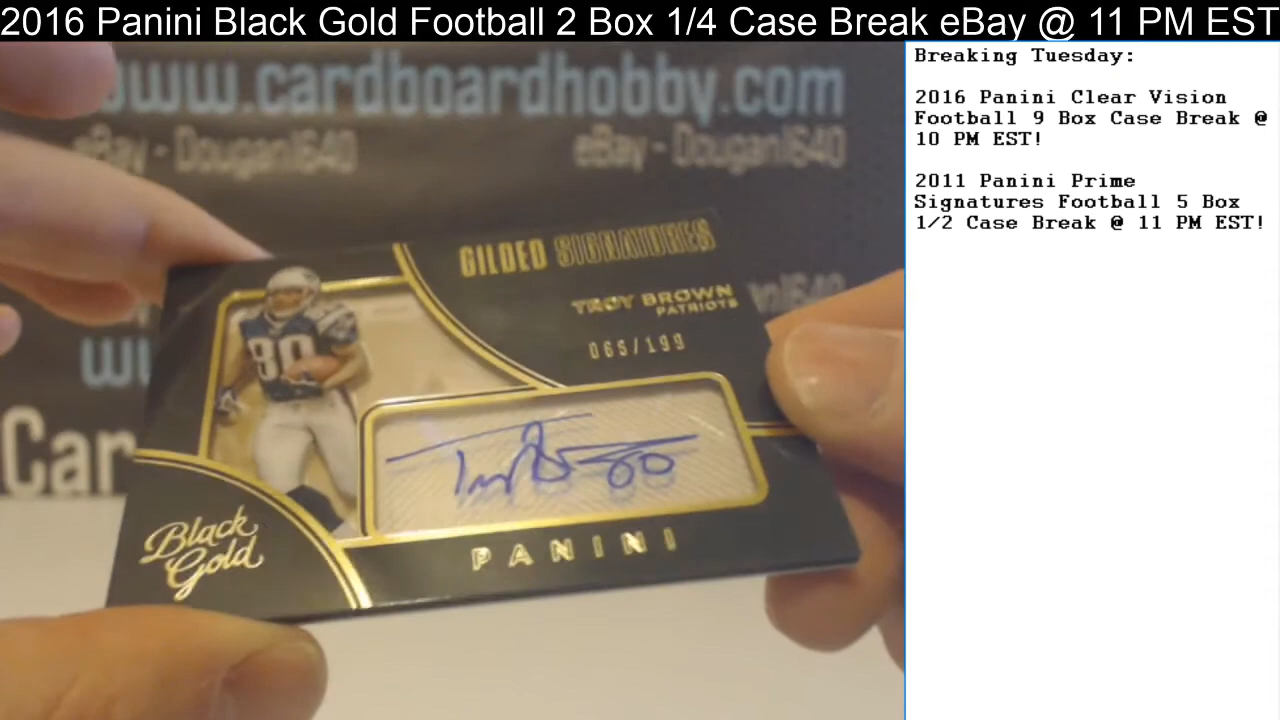 2016 Panini Black Gold Football 2 Box 1/4 Case Break eBay @ 11 PM EST
Breaking Tuesday:
2016 Panini Clear Vision
Football 9 Box Case Break @
10 PM EST!
2011 Panini Prime
Signatures Football 5 Box
1/2 Case Break @ 11 PM EST!
www.cardboardhobby.com
eBay - Dougan1640
eBay - Dougan1640
GILDED SIGNATURES
TROY BROWN
PATRIOTS
065/199
80
Black
Gold
PANINI
Car